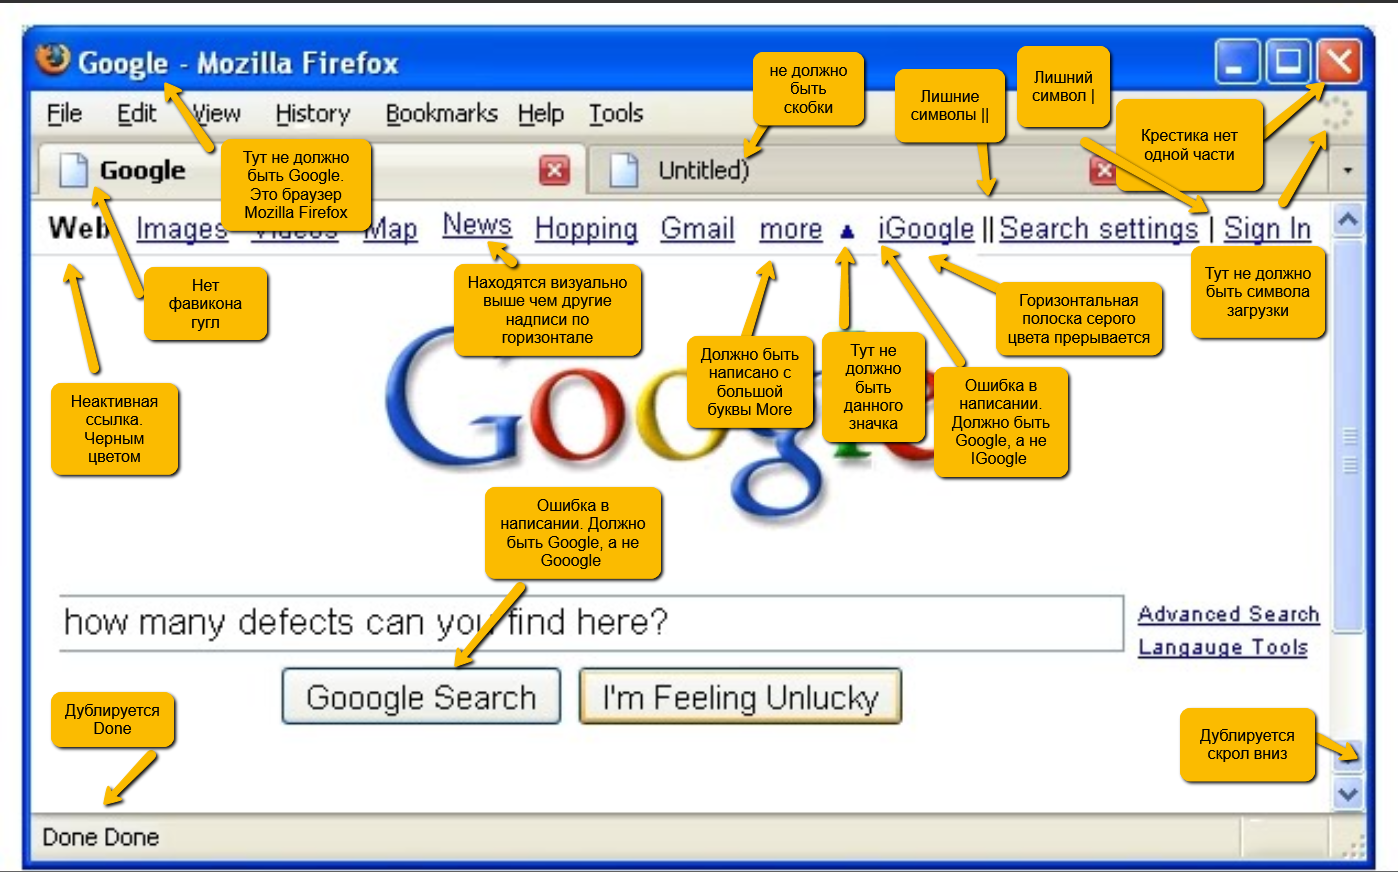 Google - Mozilla Firefox
File Edit View History Bookmarks Help Tools
не должно
быть
скобки
Лишние
символы ||
Лишний
символ |
Крестика нет
одной части
Тут не должно
быть Google.
Это браузер
Mozilla Firefox
Google
Untitled)
Web Images Videos Map News Hopping Gmail more ▲ iGoogle || Search settings | Sign In
Нет
фавикона
гугл
Находятся визуально
выше чем другие
надписи по
горизонтале
Должно быть
написано с
большой
буквы More
Тут не
должно
быть
данного
значка
Горизонтальная
полоска серого
цвета прерывается
Тут не должно
быть символа
загрузки
Неактивная
ссылка.
Черным
цветом
Ошибка в
написании.
Должно быть
Google, а не
IGoogle
Google
Ошибка в
написании. Должно
быть Google, а не
Gooogle
how many defects can you find here?
Advanced Search
Langauge Tools
Gooogle Search
I'm Feeling Unlucky
Дублируется
Done
Дублируется
скрол вниз
Done Done